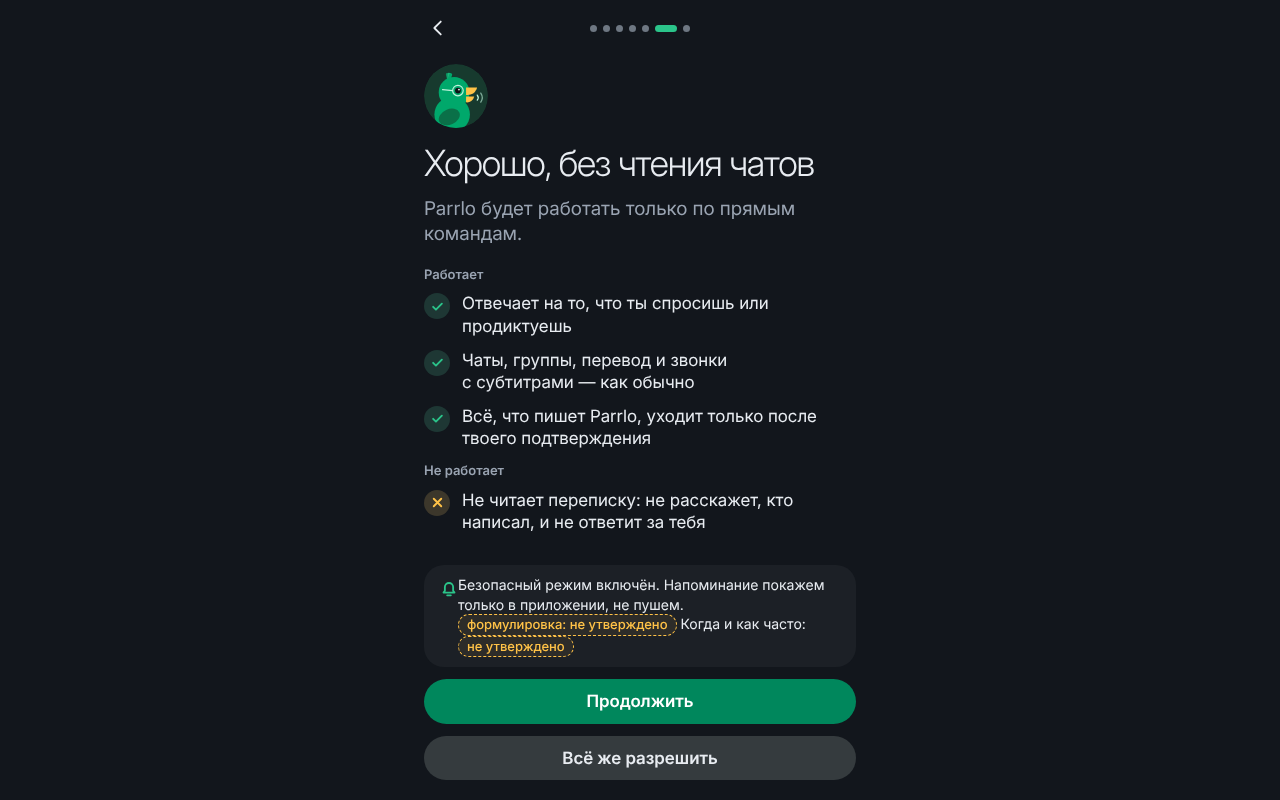 Хорошо, без чтения чатов
Parrlo будет работать только по прямым
командам.
Работает
Отвечает на то, что ты спросишь или
продиктуешь
Чаты, группы, перевод и звонки
с субтитрами — как обычно
Всё, что пишет Parrlo, уходит только после
твоего подтверждения
Не работает
Не читает переписку: не расскажет, кто
написал, и не ответит за тебя
Безопасный режим включён. Напоминание покажем
только в приложении, не пушем.
формулировка: не утверждено Когда и как часто:
не утверждено
Продолжить
Всё же разрешить